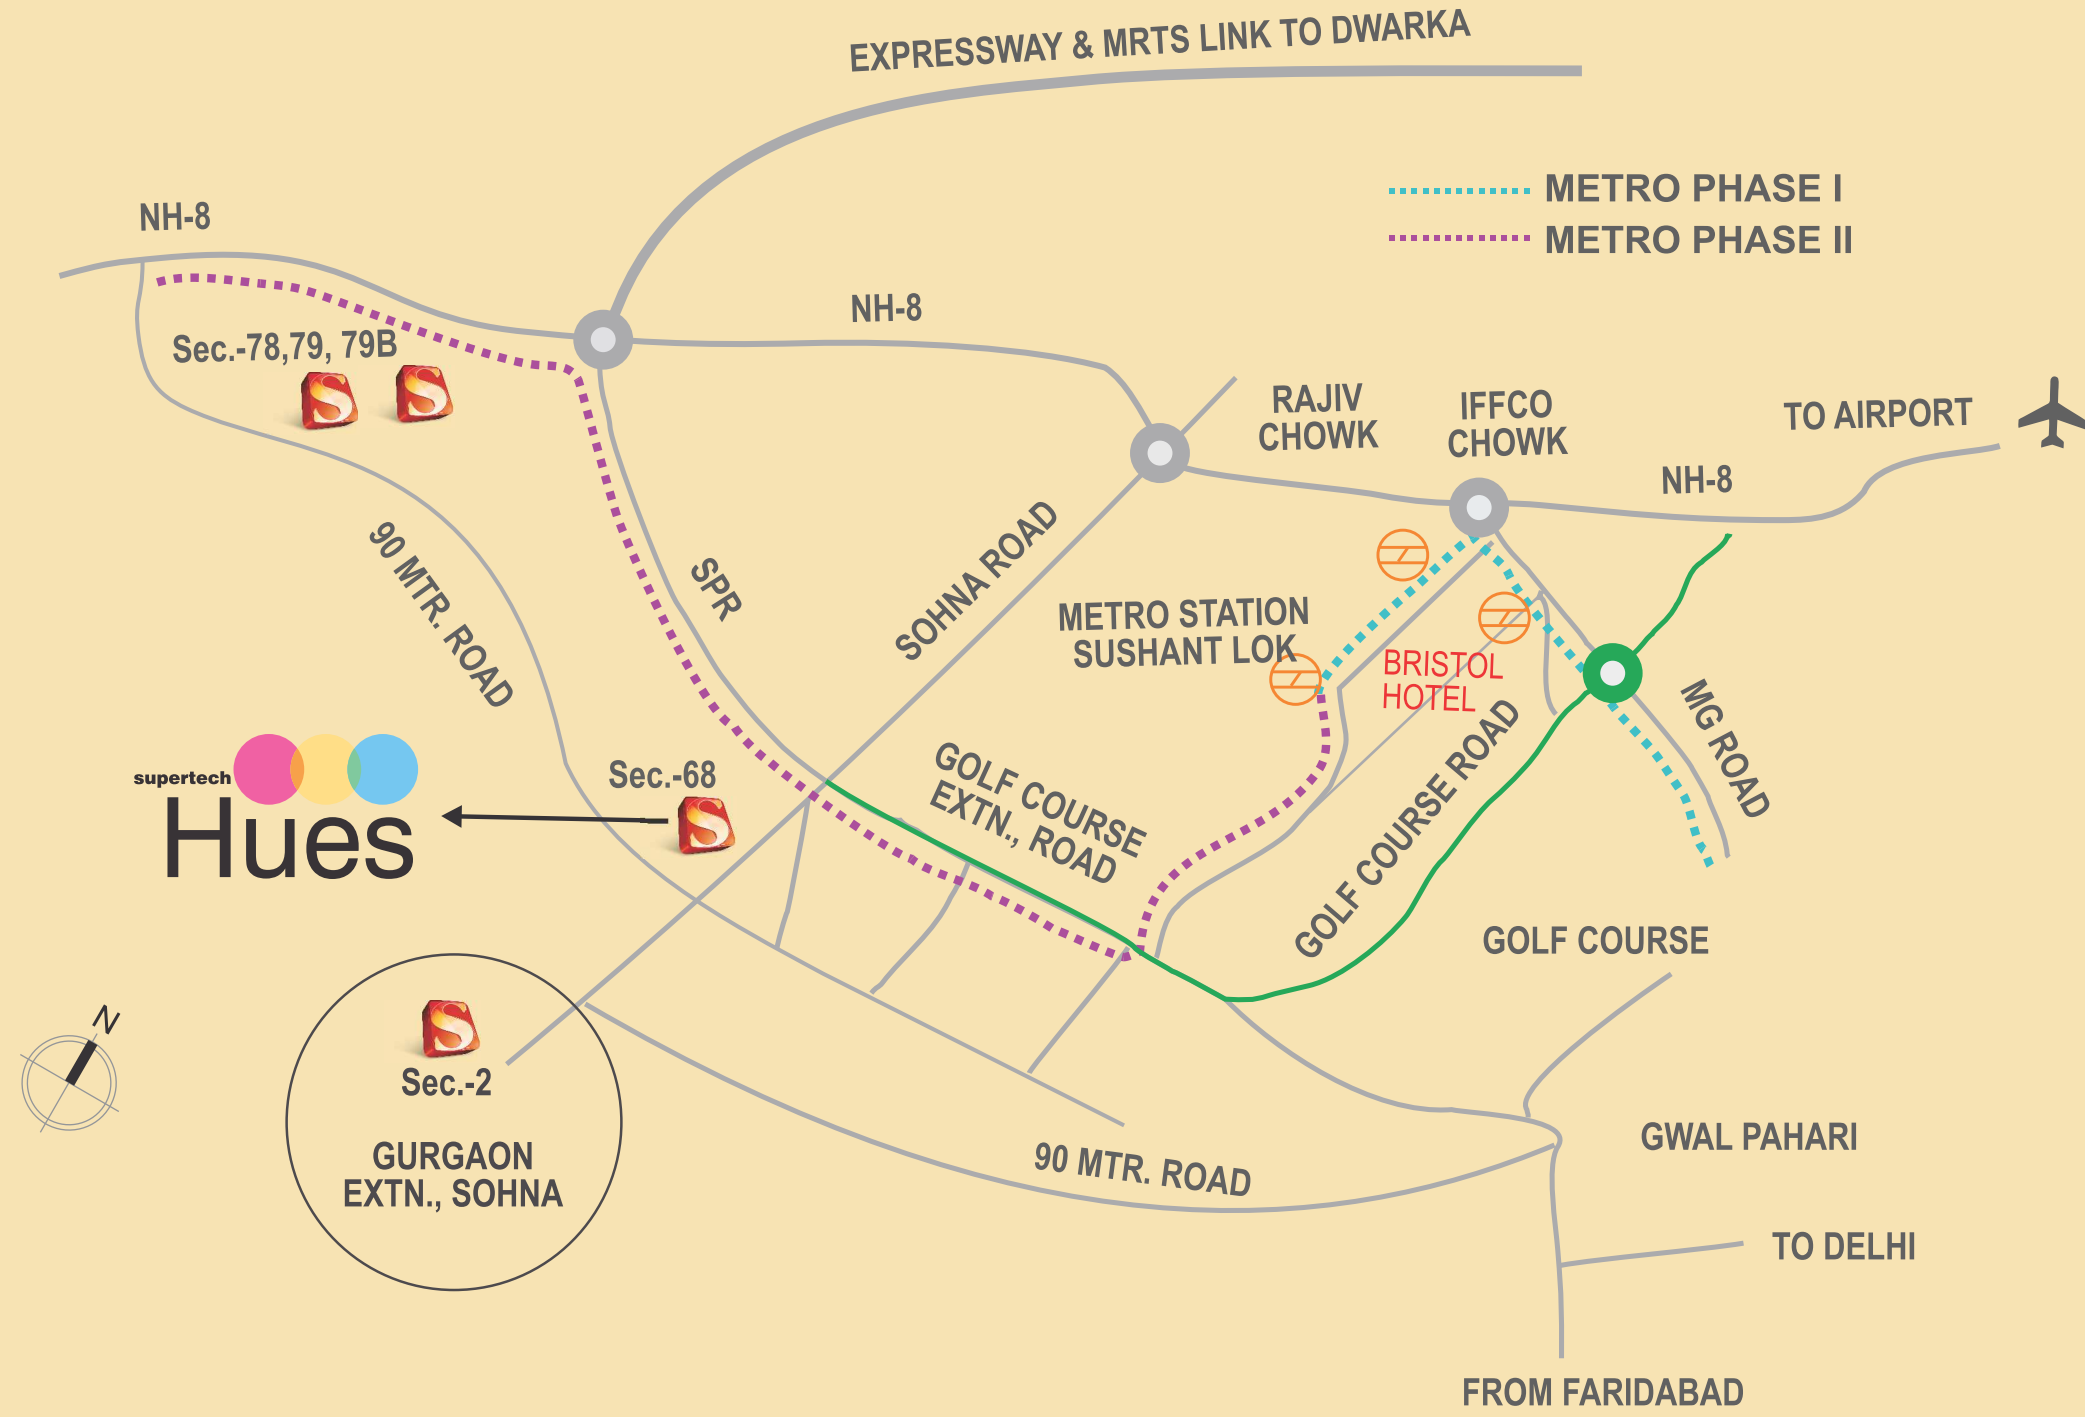 EXPRESSWAY & MRTS LINK TO DWARKA
METRO PHASE I
METRO PHASE II
NH-8
NH-8
Sec.-78,79, 79B
S
S
RAJIV
CHOWK
IFFCO
CHOWK
TO AIRPORT
NH-8
90 MTR. ROAD
SPR
SOHNA ROAD
METRO STATION
SUSHANT LOK
BRISTOL
HOTEL
MG ROAD
GOLF COURSE ROAD
GOLF COURSE
EXTN., ROAD
supertech
Hues
Sec.-68
S
GOLF COURSE
N
S
Sec.-2
GURGAON
EXTN., SOHNA
90 MTR. ROAD
GWAL PAHARI
TO DELHI
FROM FARIDABAD